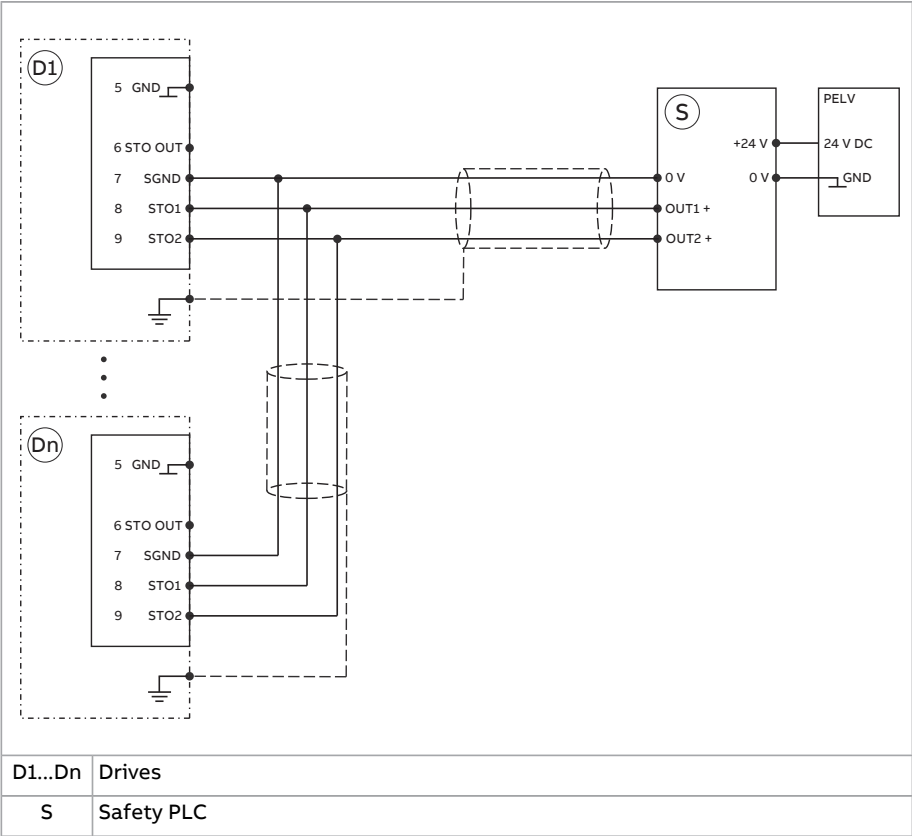 D1
5 GND
6 STO OUT
7 SGND
8 STO1
9 STO2
S
+24 V
0 V
0 V
OUT1 +
OUT2 +
PELV
24 V DC
GND
Dn
5 GND
6 STO OUT
7 SGND
8 STO1
9 STO2
D1...Dn Drives
S Safety PLC